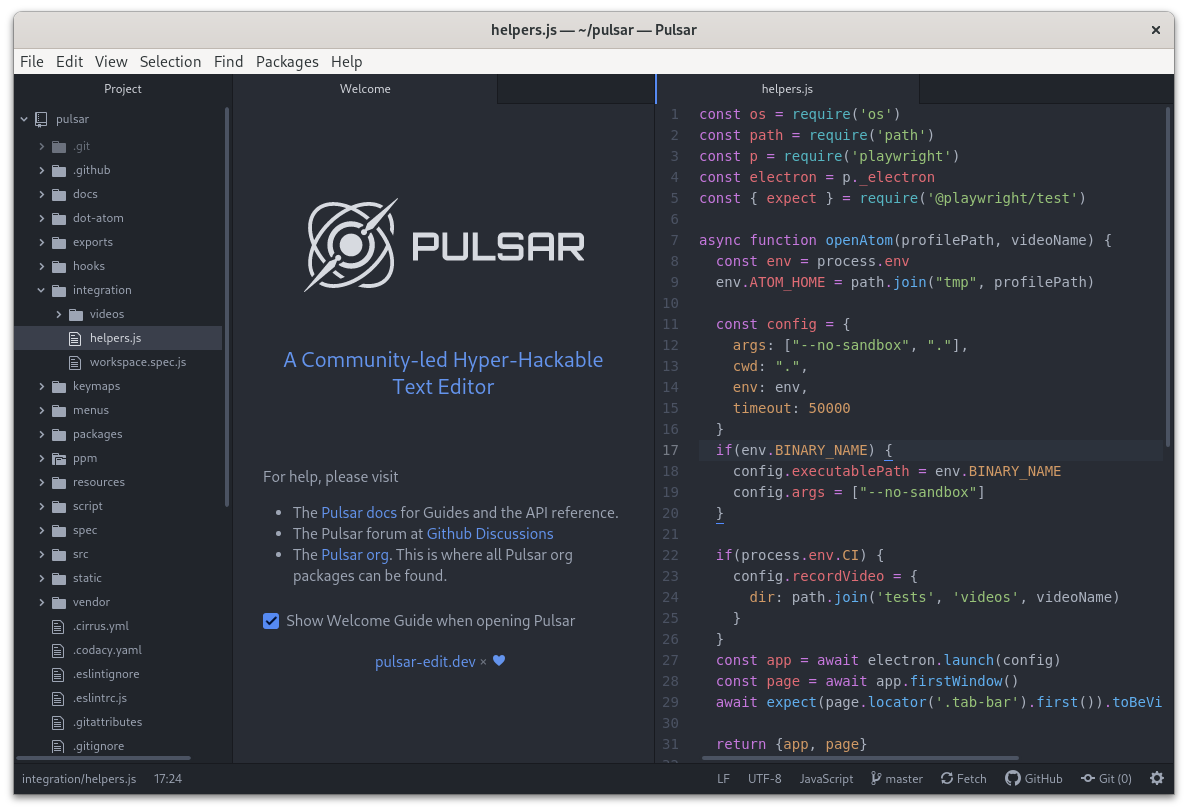 helpers.js — ~/pulsar — Pulsar
File Edit View Selection Find Packages Help
Project
pulsar
.git
.github
docs
dot-atom
exports
hooks
integration
videos
helpers.js
workspace.spec.js
keymaps
menus
packages
ppm
resources
script
spec
src
static
vendor
.cirrus.yml
.codacy.yaml
.eslintignore
.eslintrc.js
.gitattributes
.gitignore
Welcome
PULSAR
A Community-led Hyper-Hackable
Text Editor
For help, please visit
• The Pulsar docs for Guides and the API reference.
• The Pulsar forum at Github Discussions
• The Pulsar org. This is where all Pulsar org
packages can be found.
Show Welcome Guide when opening Pulsar
pulsar-edit.dev ×
helpers.js
1 const os = require('os')
2 const path = require('path')
3 const p = require('playwright')
4 const electron = p._electron
5 const { expect } = require('@playwright/test')
6
7 async function openAtom(profilePath, videoName) {
8   const env = process.env
9   env.ATOM_HOME = path.join("tmp", profilePath)
10
11   const config = {
12     args: ["--no-sandbox", "."],
13     cwd: ".",
14     env: env,
15     timeout: 50000
16   }
17   if(env.BINARY_NAME) {
18     config.executablePath = env.BINARY_NAME
19     config.args = ["--no-sandbox"]
20   }
21
22   if(process.env.CI) {
23     config.recordVideo = {
24       dir: path.join('tests', 'videos', videoName)
25     }
26   }
27   const app = await electron.launch(config)
28   const page = await app.firstWindow()
29   await expect(page.locator('.tab-bar').first()).toBeVi
30
31   return {app, page}
integration/helpers.js 17:24 LF UTF-8 JavaScript master Fetch GitHub Git (0)